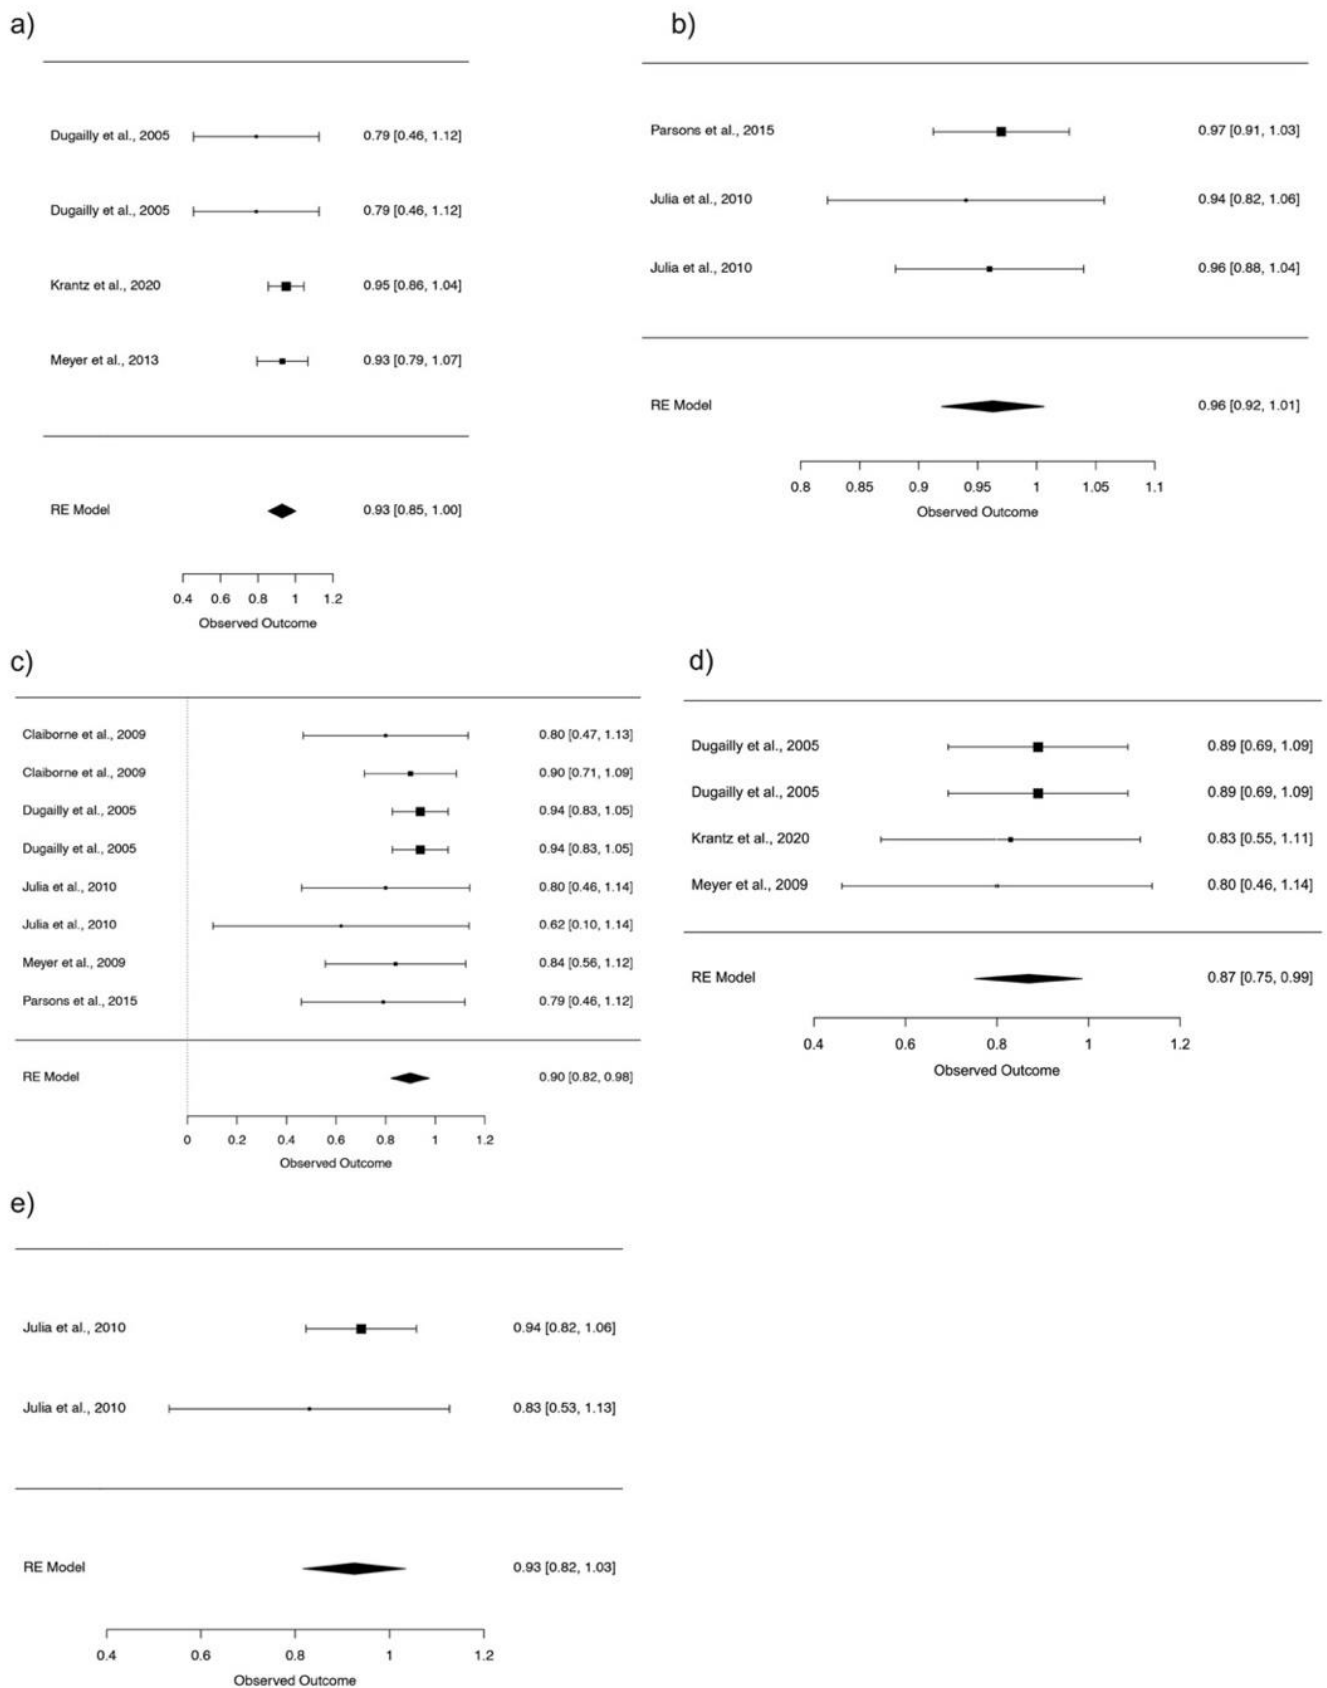 a)
Dugailly et al., 2005 0.79 [0.46, 1.12]
Dugailly et al., 2005 0.79 [0.46, 1.12]
Krantz et al., 2020 0.95 [0.86, 1.04]
Meyer et al., 2013 0.93 [0.79, 1.07]
RE Model 0.93 [0.85, 1.00]
0.4 0.6 0.8 1 1.2
Observed Outcome
b)
Parsons et al., 2015 0.97 [0.91, 1.03]
Julia et al., 2010 0.94 [0.82, 1.06]
Julia et al., 2010 0.96 [0.88, 1.04]
RE Model 0.96 [0.92, 1.01]
0.8 0.85 0.9 0.95 1 1.05 1.1
Observed Outcome
c)
Claiborne et al., 2009 0.80 [0.47, 1.13]
Claiborne et al., 2009 0.90 [0.71, 1.09]
Dugailly et al., 2005 0.94 [0.83, 1.05]
Dugailly et al., 2005 0.94 [0.83, 1.05]
Julia et al., 2010 0.80 [0.46, 1.14]
Julia et al., 2010 0.62 [0.10, 1.14]
Meyer et al., 2009 0.84 [0.56, 1.12]
Parsons et al., 2015 0.79 [0.46, 1.12]
RE Model 0.90 [0.82, 0.98]
0 0.2 0.4 0.6 0.8 1 1.2
Observed Outcome
d)
Dugailly et al., 2005 0.89 [0.69, 1.09]
Dugailly et al., 2005 0.89 [0.69, 1.09]
Krantz et al., 2020 0.83 [0.55, 1.11]
Meyer et al., 2009 0.80 [0.46, 1.14]
RE Model 0.87 [0.75, 0.99]
0.4 0.6 0.8 1 1.2
Observed Outcome
e)
Julia et al., 2010 0.94 [0.82, 1.06]
Julia et al., 2010 0.83 [0.53, 1.13]
RE Model 0.93 [0.82, 1.03]
0.4 0.6 0.8 1 1.2
Observed Outcome